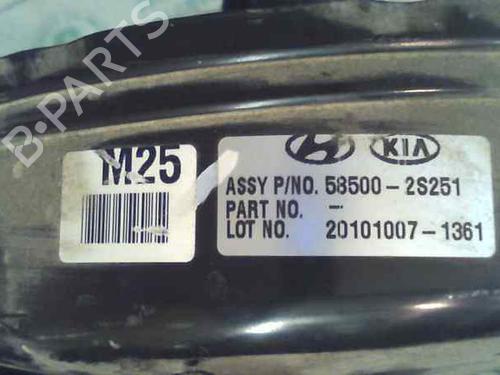 B-PARTS
M25
KIA
ASSY P/NO. 58500-2S251
PART NO. -
LOT NO. 20101007-1361